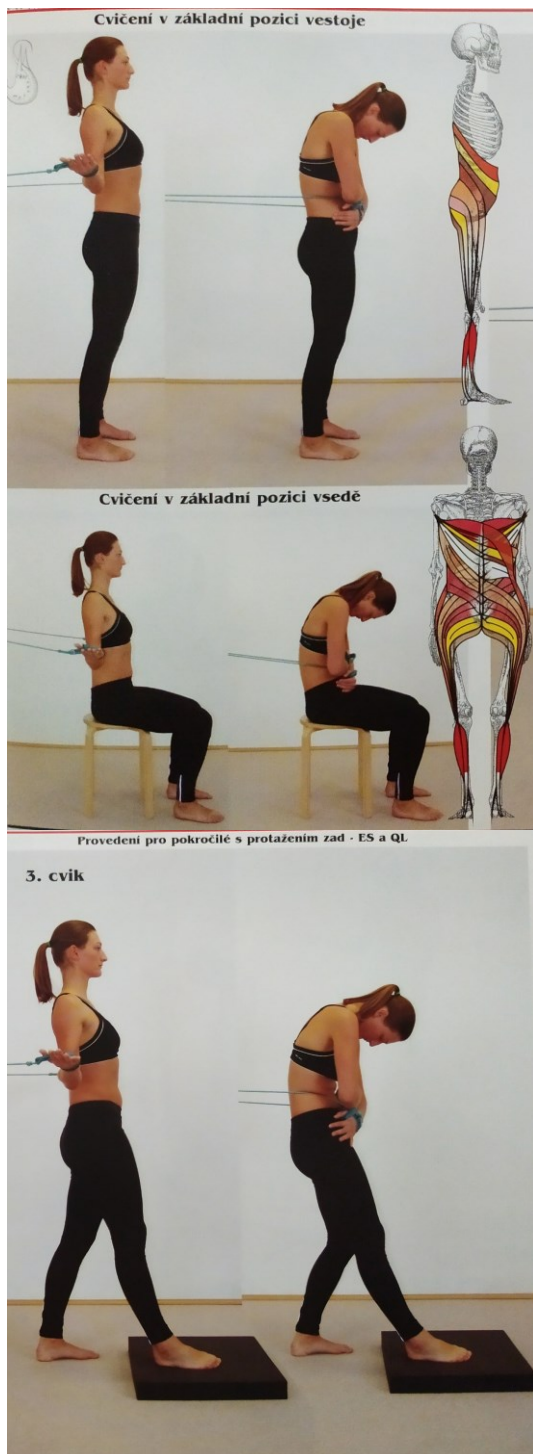 Cvičení v základní pozici vestoje
Cvičení v základní pozici vsedě
Provedení pro pokročilé s protažením zad - ES a QL
3. cvik